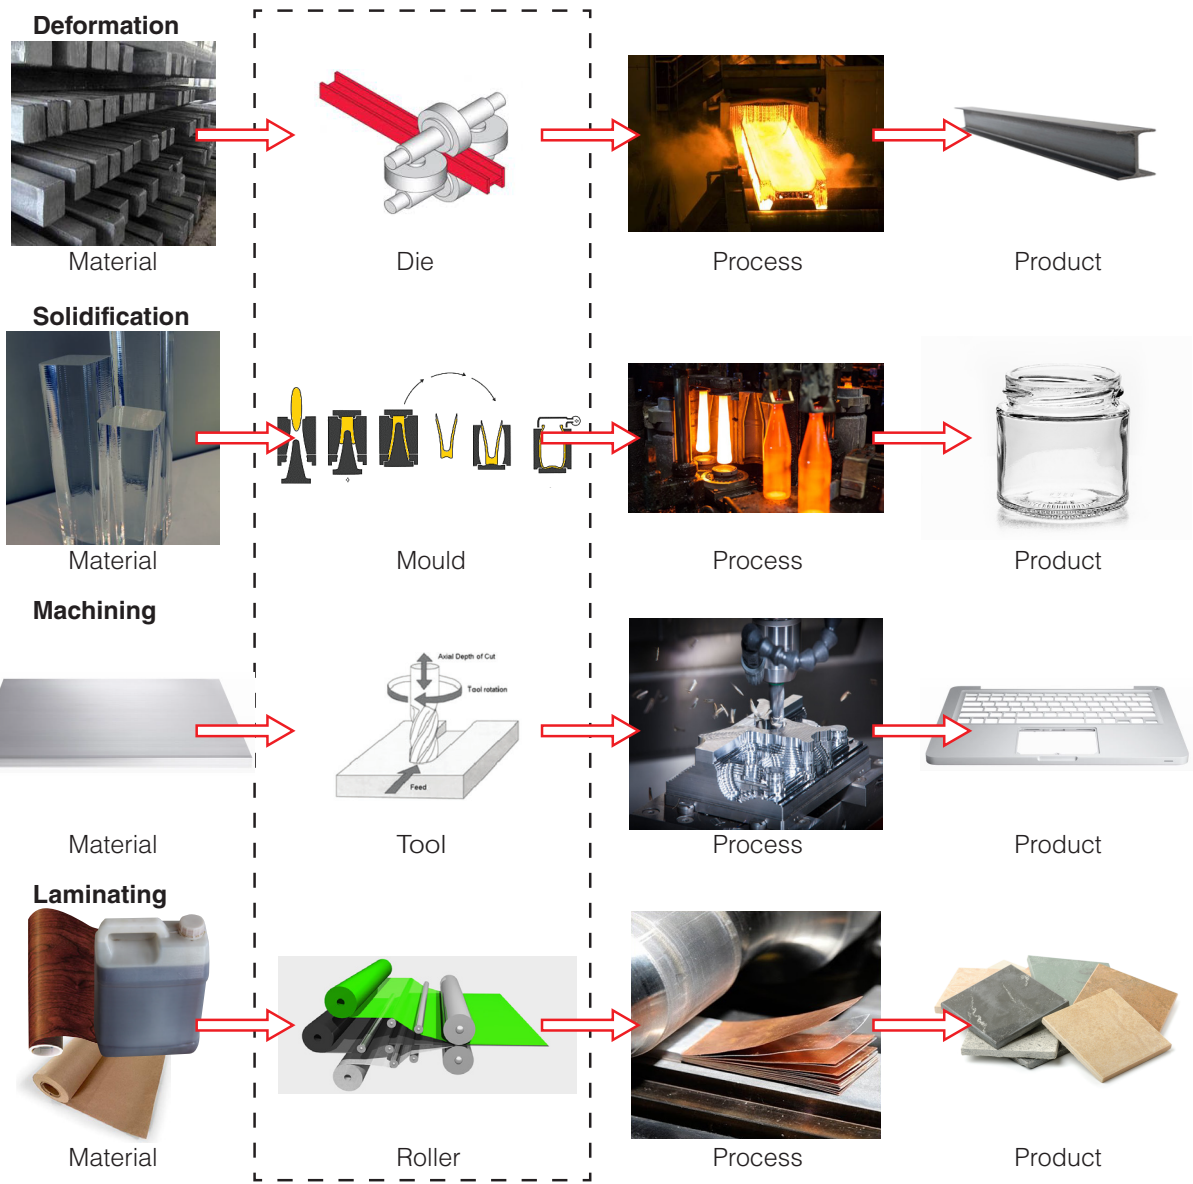 Deformation
Material
Die
Process
Product
Solidification
Material
Mould
Process
Product
Machining
Axial Depth of Cut
Tool rotation
Feed
Material
Tool
Process
Product
Laminating
Material
Roller
Process
Product